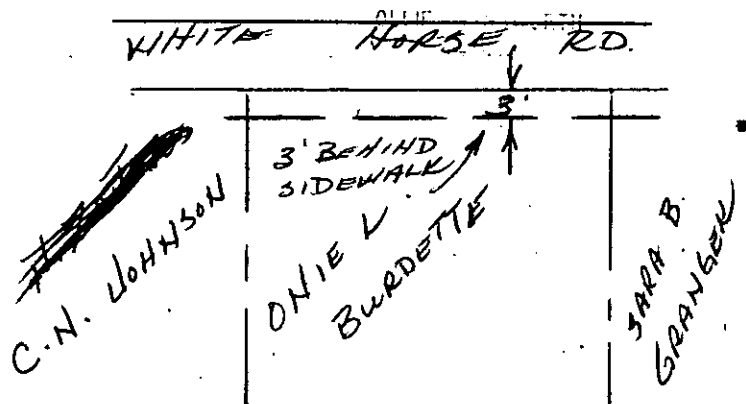 WHITE HORSE RD.
3'
3' BEHIND
SIDEWALK
C.N. JOHNSON
ONIE V.
BURDETTE
SARA B.
GRANGER